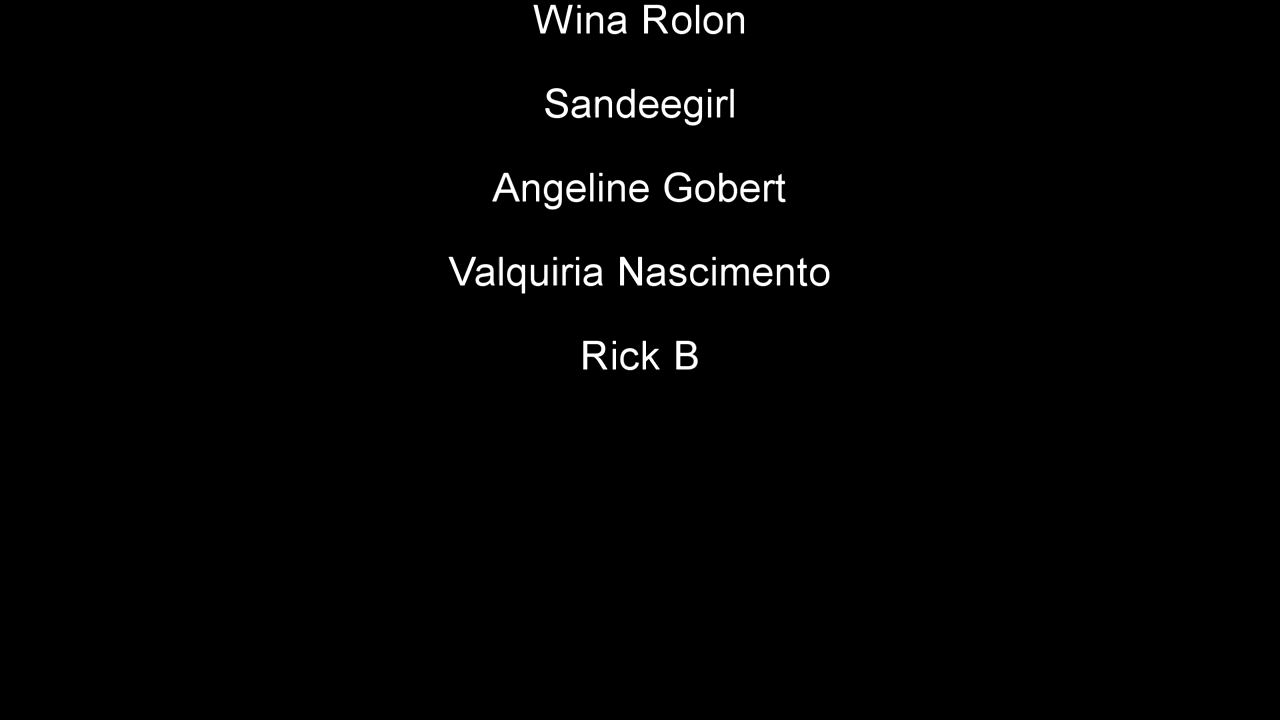 Wina Rolon
Sandeegirl
Angeline Gobert
Valquiria Nascimento
Rick B